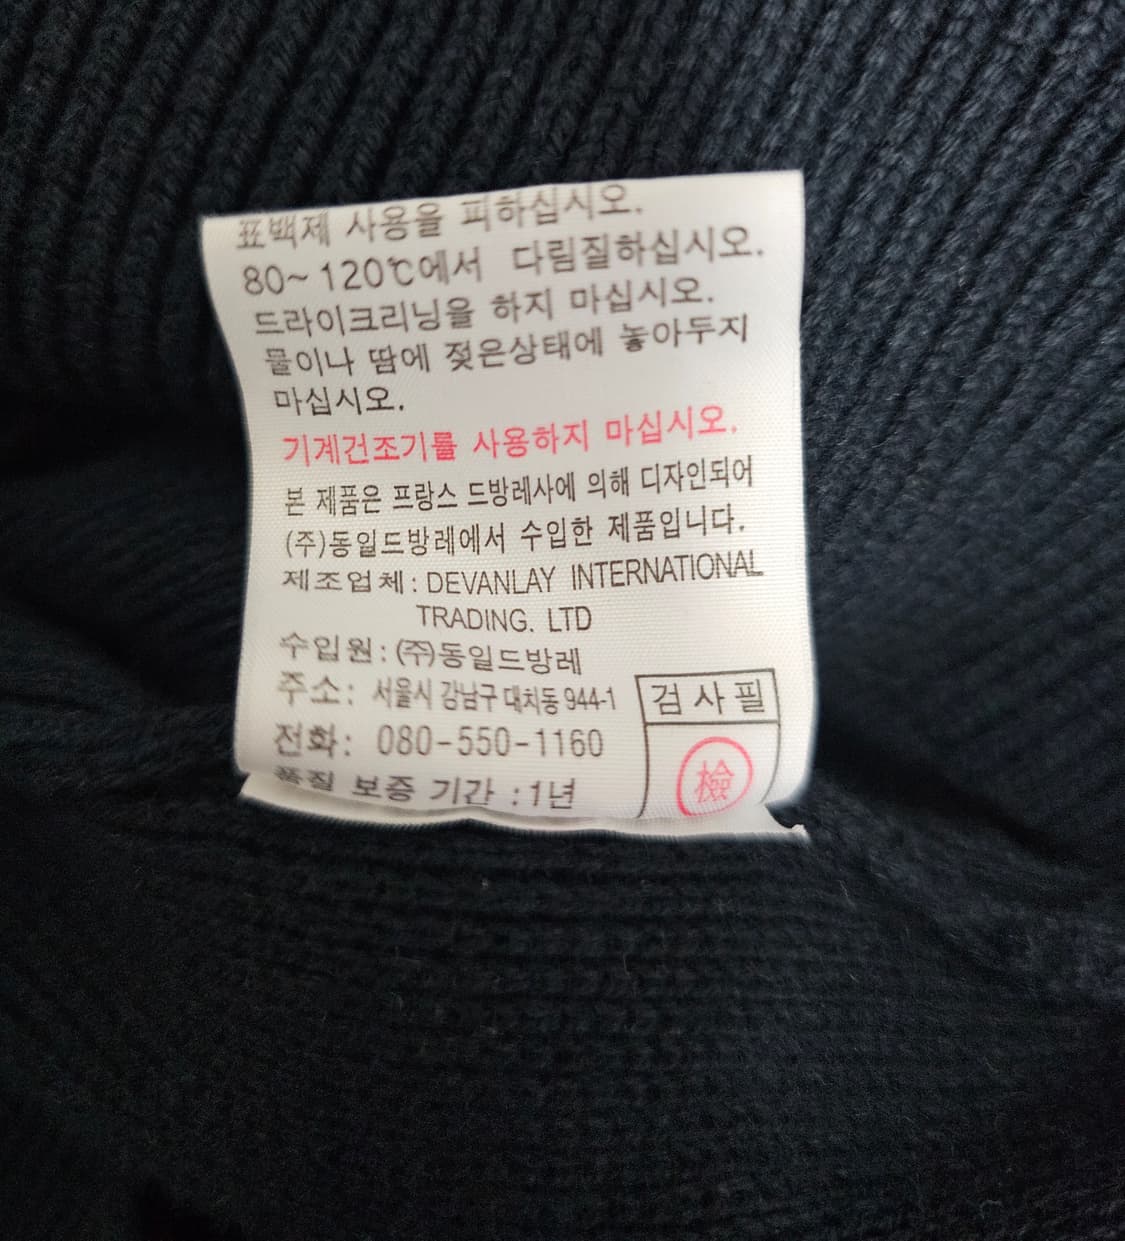 표백제 사용을 피하십시오.
80~120℃에서 다림질하십시오.
드라이크리닝을 하지 마십시오.
물이나 땀에 젖은상태에 놓아두지
마십시오.
기계건조기를 사용하지 마십시오.
본 제품은 프랑스 드방레사에 의해 디자인되어
(주)동일드방레에서 수입한 제품입니다.
제조업체: DEVANLAY INTERNATIONAL
TRADING. LTD
수입원: (주)동일드방레
주소: 서울시 강남구 대치동 944-1
전화: 080-550-1160
품질 보증 기간 :1년
검사필
檢